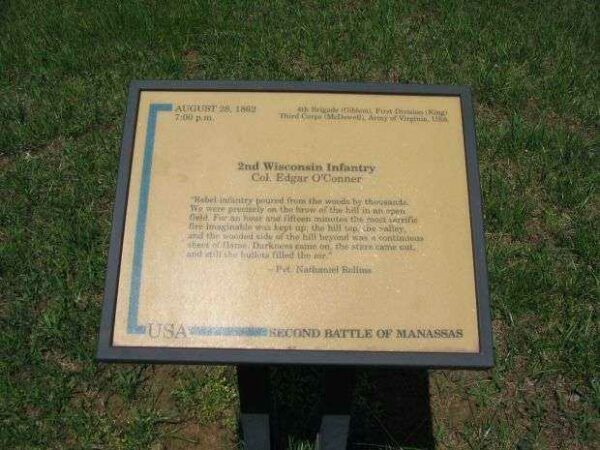 AUGUST 28, 1862
7:00 p.m.
4th Brigade (Gibbon), First Division (King)
Third Corps (McDowell), Army of Virginia, USA
2nd Wisconsin Infantry
Col. Edgar O'Conner
"Rebel infantry poured from the woods by thousands.
We were precisely on the brow of the hill in an open
field. For an hour and fifteen minutes the most terrific
fire imaginable was kept up; the hill top, the valley,
and the wooded side of the hill beyond was a continuous
sheet of flame. Darkness came on, the stars came out,
and still the bullets filled the air."
– Pvt. Nathaniel Rollins
USA
SECOND BATTLE OF MANASSAS